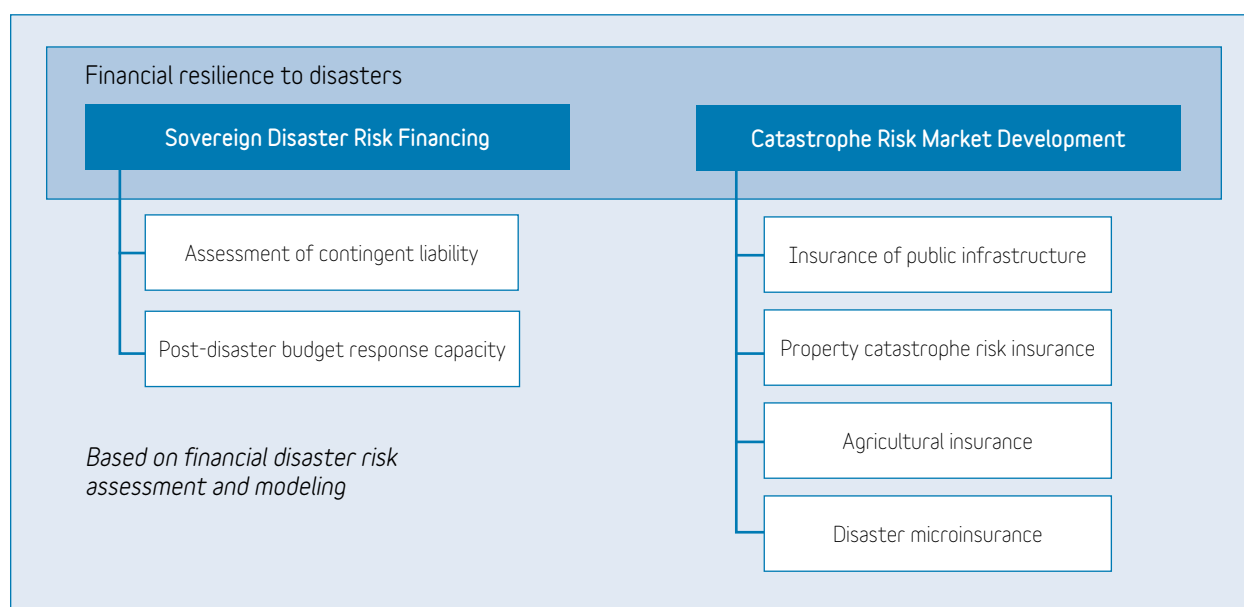 Financial resilience to disasters
Sovereign Disaster Risk Financing
Assessment of contingent liability
Post-disaster budget response capacity
Based on financial disaster risk
assessment and modeling
Catastrophe Risk Market Development
Insurance of public infrastructure
Property catastrophe risk insurance
Agricultural insurance
Disaster microinsurance